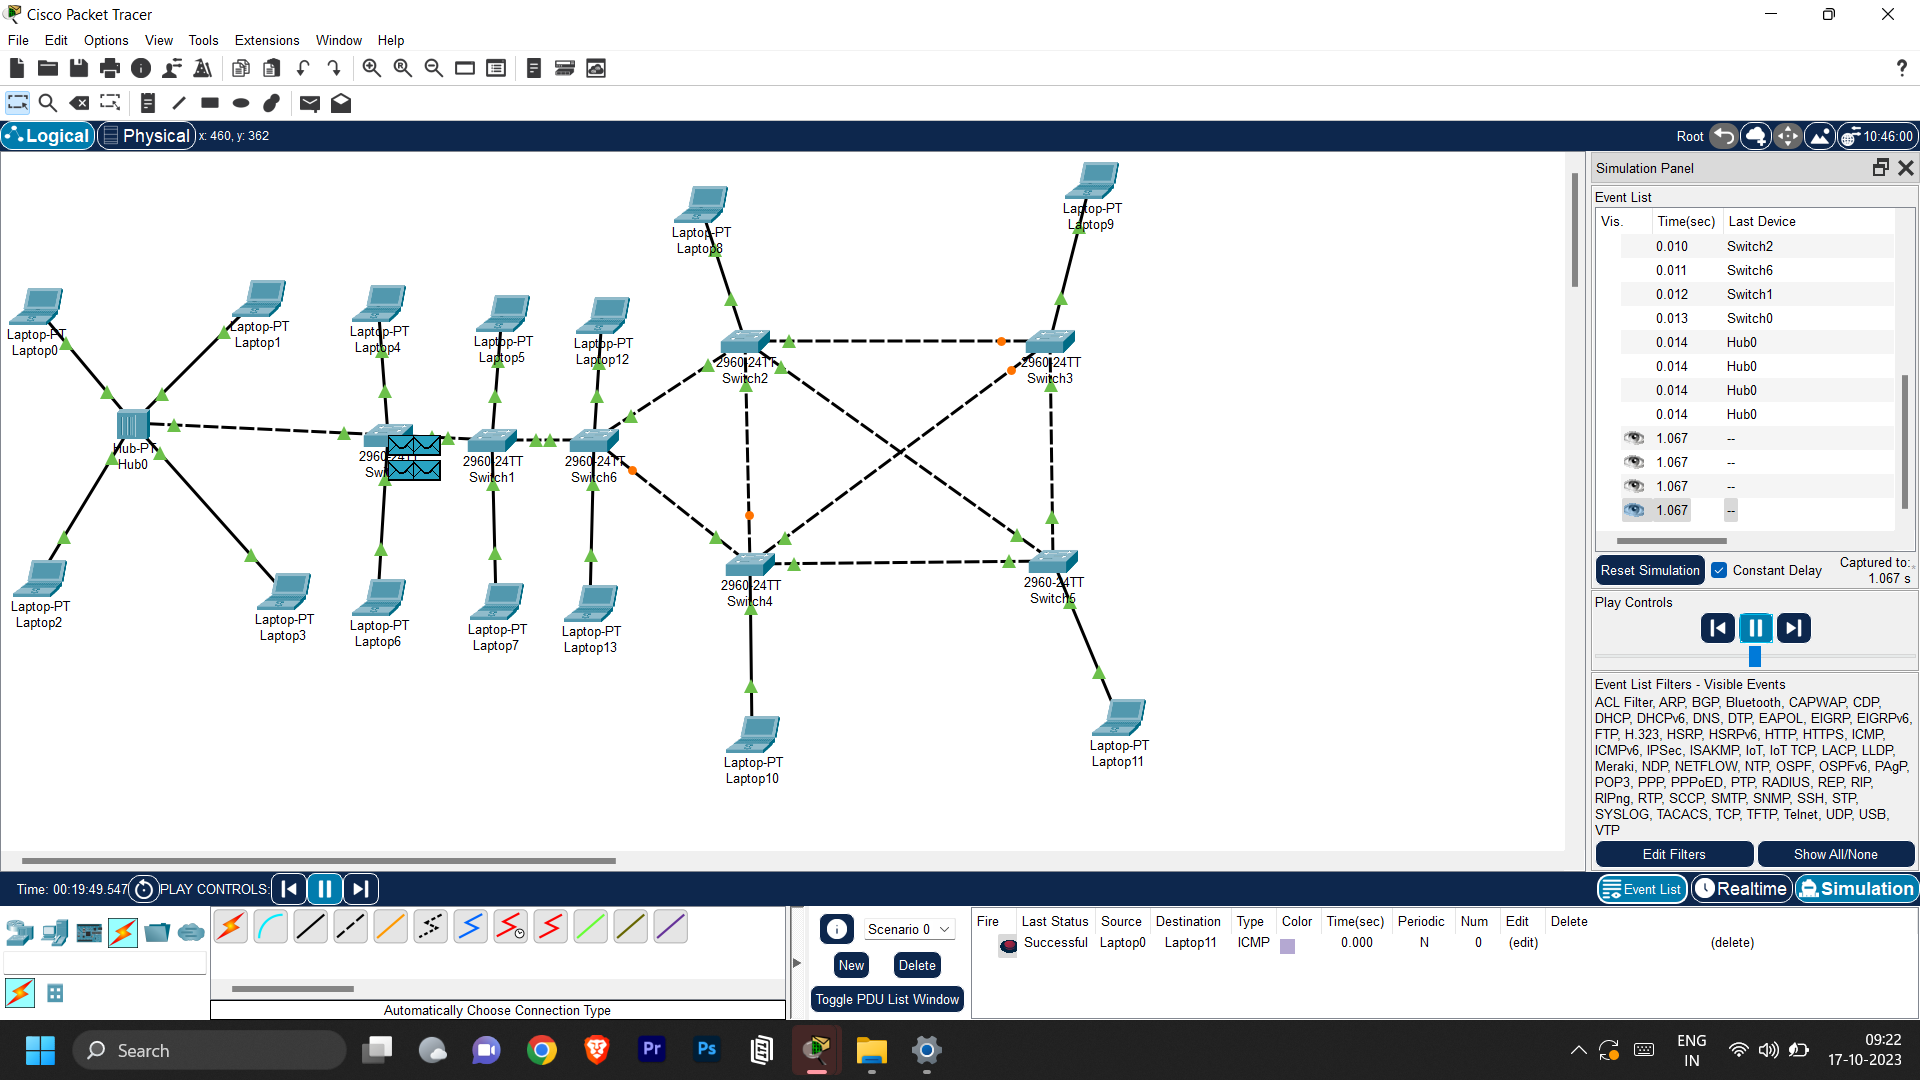 Cisco Packet Tracer
File Edit Options View Tools Extensions Window Help
?
Logical Physical x: 460, y: 362
Root 10:46:00
Laptop-PT
Laptop0
Laptop-PT
Laptop1
Laptop-PT
Laptop2
Laptop-PT
Laptop3
Hub-PT
Hub0
Laptop-PT
Laptop4
Laptop-PT
Laptop5
Laptop-PT
Laptop12
Laptop-PT
Laptop6
Laptop-PT
Laptop7
Laptop-PT
Laptop13
2960-24TT
2960-24TT
Switch1
2960-24TT
Switch6
Laptop-PT
Laptop8
Laptop-PT
Laptop9
2960-24TT
Switch2
2960-24TT
Switch3
2960-24TT
Switch4
2960-24TT
Switch5
Laptop-PT
Laptop10
Laptop-PT
Laptop11
Simulation Panel
Event List
Vis. Time(sec) Last Device
0.010 Switch2
0.011 Switch6
0.012 Switch1
0.013 Switch0
0.014 Hub0
0.014 Hub0
0.014 Hub0
0.014 Hub0
1.067 --
1.067 --
1.067 --
1.067 --
Reset Simulation Constant Delay Captured to:
1.067 s
Play Controls
Event List Filters - Visible Events
ACL Filter, ARP, BGP, Bluetooth, CAPWAP, CDP,
DHCP, DHCPv6, DNS, DTP, EAPOL, EIGRP, EIGRPv6,
FTP, H.323, HSRP, HSRPv6, HTTP, HTTPS, ICMP,
ICMPv6, IPSec, ISAKMP, IoT, IoT TCP, LACP, LLDP,
Meraki, NDP, NETFLOW, NTP, OSPF, OSPFv6, PAgP,
POP3, PPP, PPPoED, PTP, RADIUS, REP, RIP,
RIPng, RTP, SCCP, SMTP, SNMP, SSH, STP,
SYSLOG, TACACS, TCP, TFTP, Telnet, UDP, USB,
VTP
Edit Filters Show All/None
Time: 00:19:49.547 PLAY CONTROLS:
Event List Realtime Simulation
Automatically Choose Connection Type
Scenario 0
New Delete
Toggle PDU List Window
Fire Last Status Source Destination Type Color Time(sec) Periodic Num Edit Delete
Successful Laptop0 Laptop11 ICMP 0.000 N 0 (edit) (delete)
Search
Pr
Ps
ENG
IN
09:22
17-10-2023